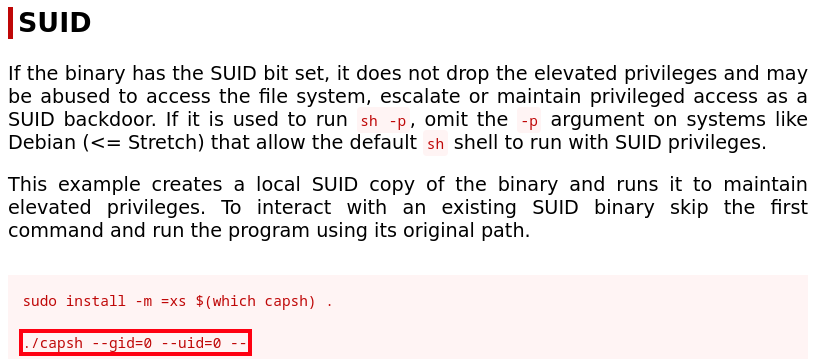 SUID
If the binary has the SUID bit set, it does not drop the elevated privileges and may
be abused to access the file system, escalate or maintain privileged access as a
SUID backdoor. If it is used to run sh -p, omit the -p argument on systems like
Debian (<= Stretch) that allow the default sh shell to run with SUID privileges.
This example creates a local SUID copy of the binary and runs it to maintain
elevated privileges. To interact with an existing SUID binary skip the first
command and run the program using its original path.
sudo install -m =xs $(which capsh) .
./capsh --gid=0 --uid=0 --